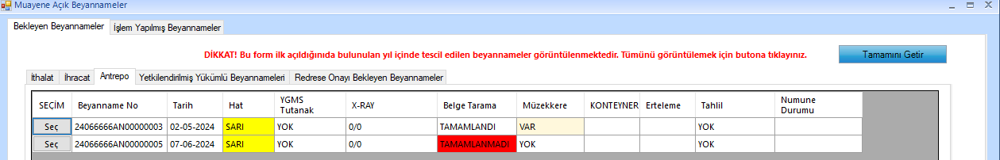 Muayene Açık Beyannameler
Bekleyen Beyannameler İşlem Yapılmış Beyannameler
DİKKAT! Bu form ilk açıldığınıda bulunulan yıl içinde tescil edilen beyannameler görüntülenmektedir. Tümünü görüntülemek için butona tıklayınız.
Tamamını Getir
İthalat İhracat Antrepo Yetkilendirilmiş Yükümlü Beyannameleri Redrese Onayı Bekleyen Beyannameler
SEÇİM Beyanname No Tarih Hat YGMS Tutanak X-RAY Belge Tarama Müzekkere KONTEYNER Erteleme Tahlil Numune Durumu
Seç 24066666AN00000003 02-05-2024 SARI YOK 0/0 TAMAMLANDI VAR YOK
Seç 24066666AN00000005 07-06-2024 SARI YOK 0/0 TAMAMLANMADI YOK YOK